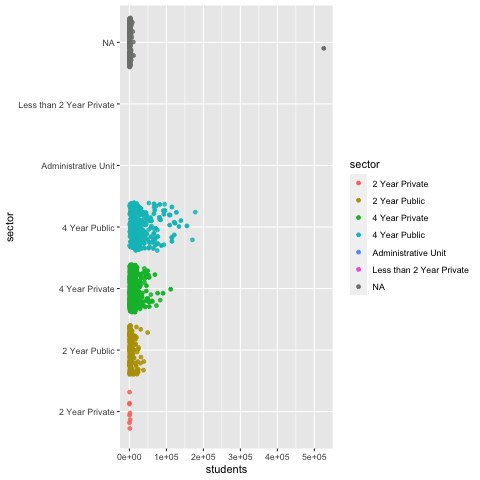 NA
Less than 2 Year Private
Administrative Unit
4 Year Public
4 Year Private
2 Year Public
2 Year Private
sector
0e+00 1e+05 2e+05 3e+05 4e+05 5e+05
students
sector
2 Year Private
2 Year Public
4 Year Private
4 Year Public
Administrative Unit
Less than 2 Year Private
NA